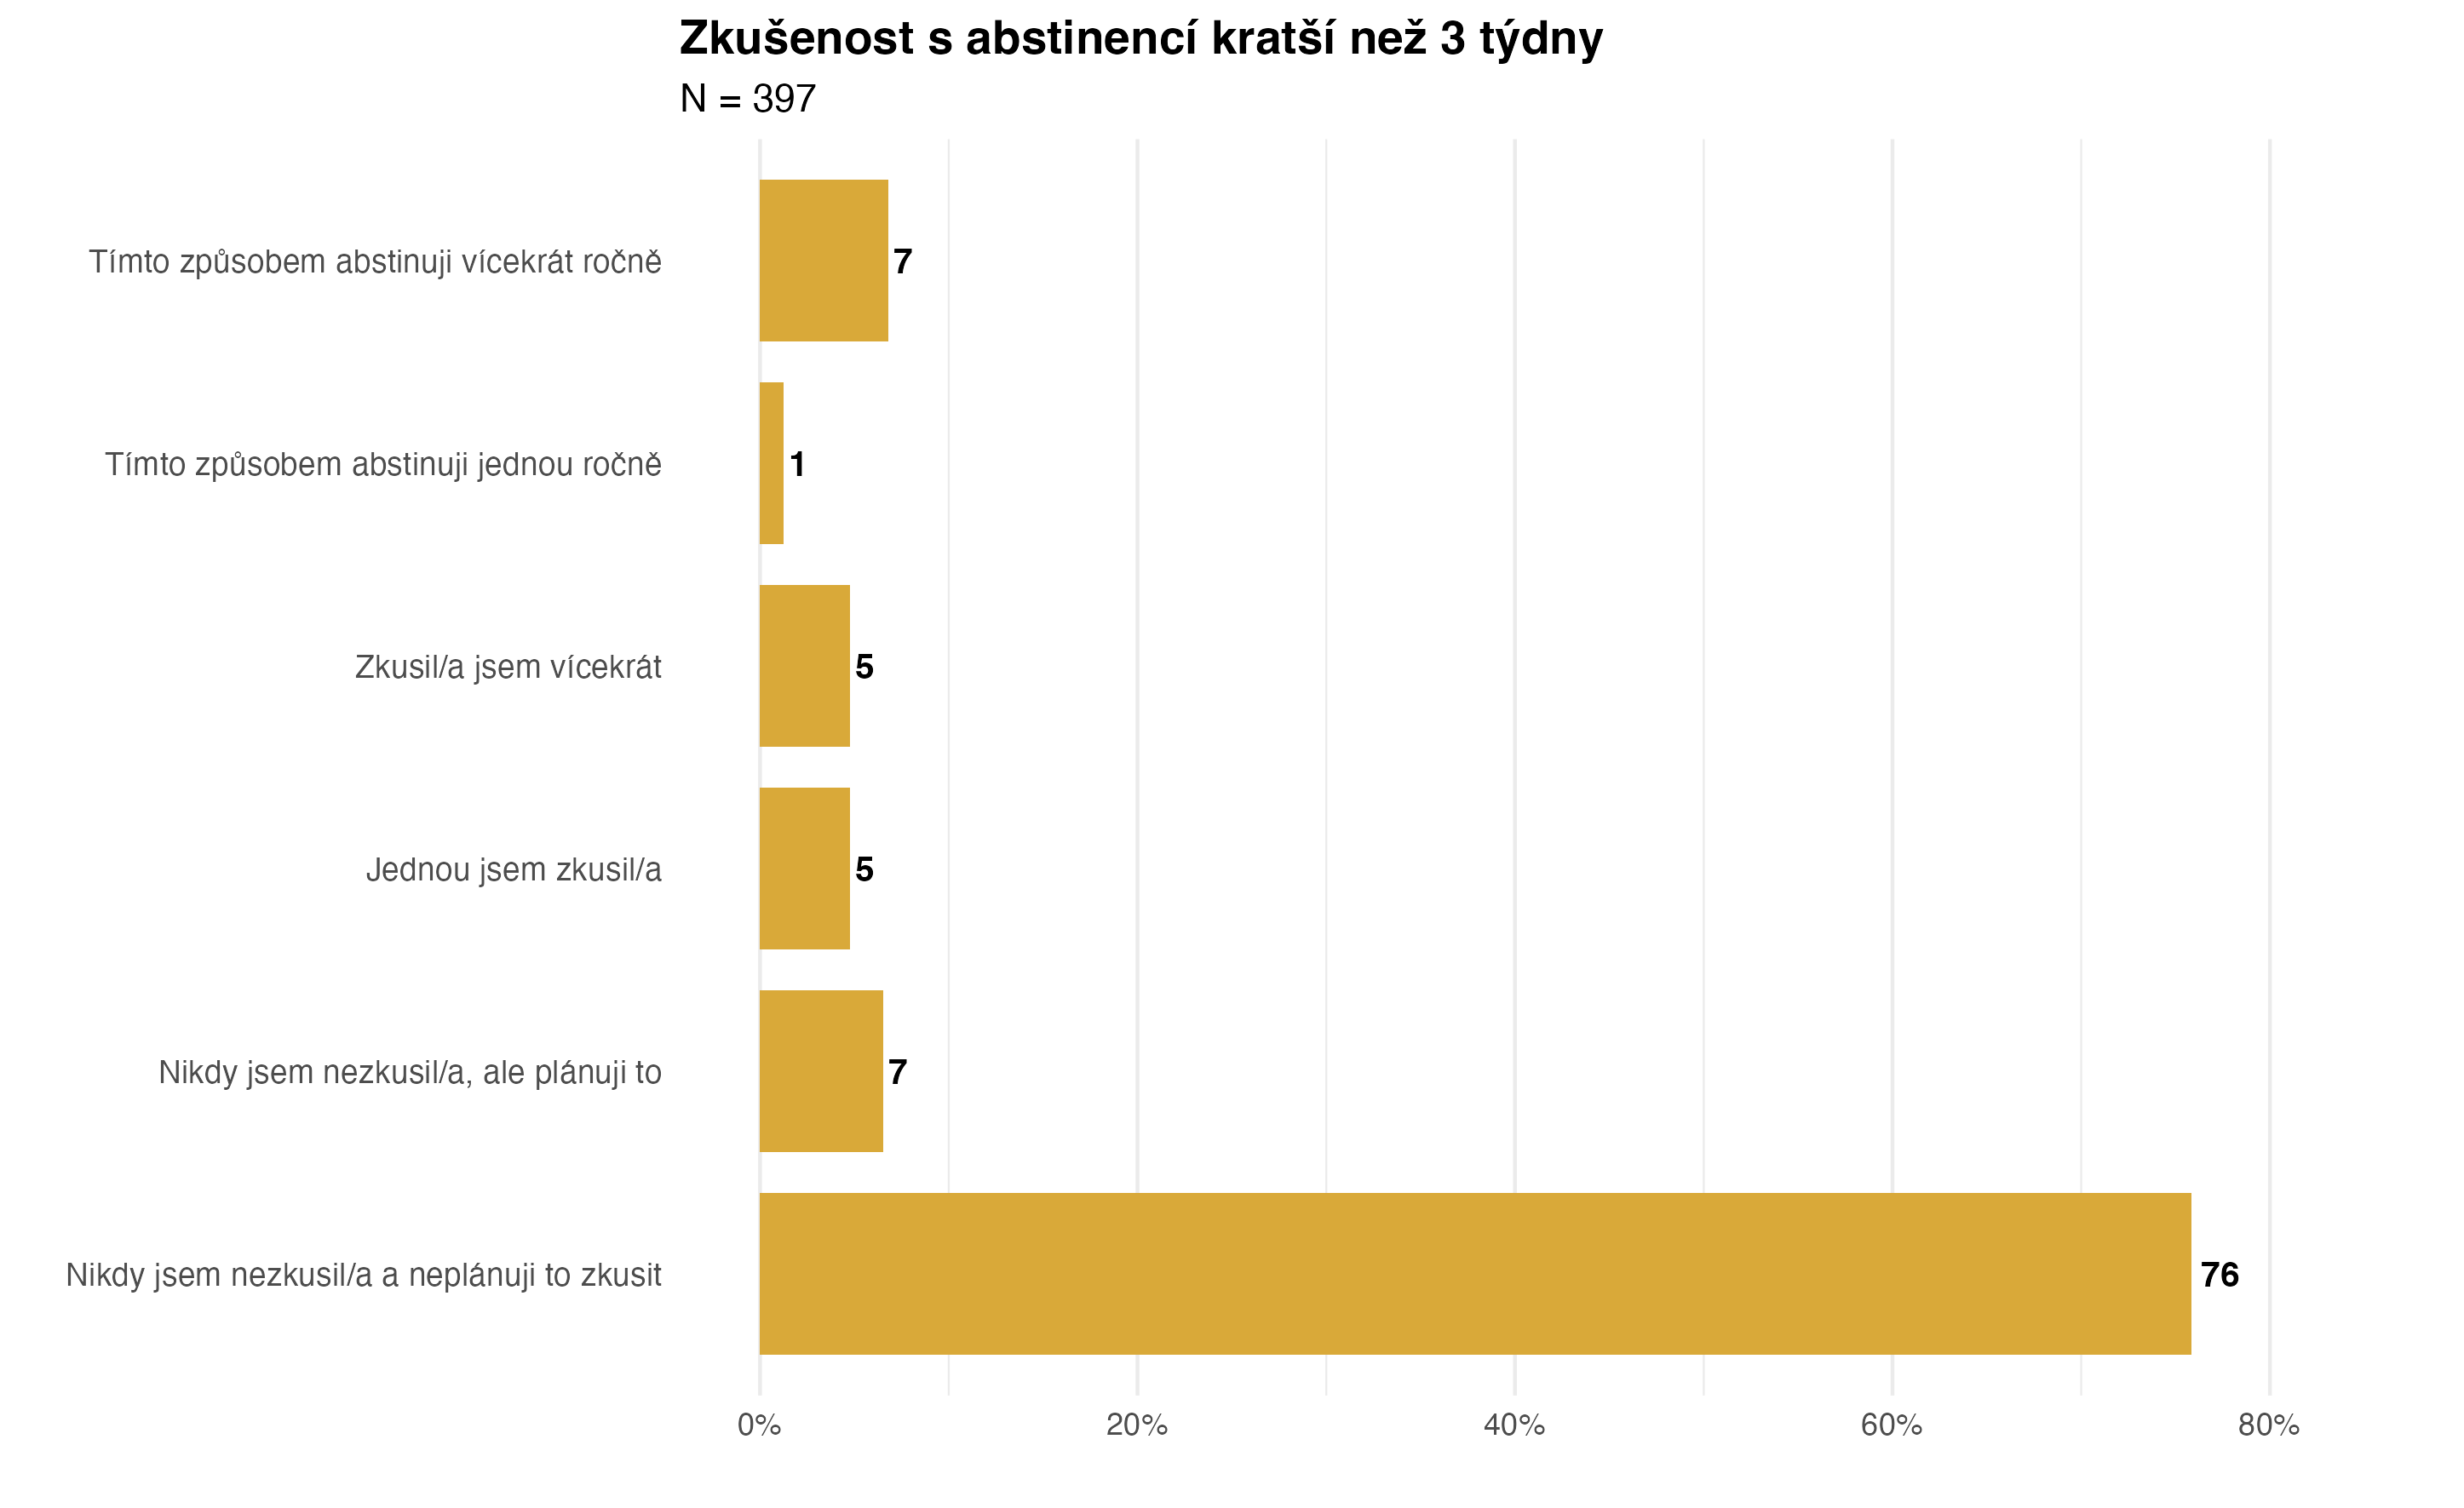 Zkušenost s abstinencí kratší než 3 týdny
N = 397
Tímto způsobem abstinuji vícekrát ročně 7
Tímto způsobem abstinuji jednou ročně 1
Zkusil/a jsem vícekrát 5
Jednou jsem zkusil/a 5
Nikdy jsem nezkusil/a, ale plánuji to 7
Nikdy jsem nezkusil/a a neplánuji to zkusit 76
0% 20% 40% 60% 80%